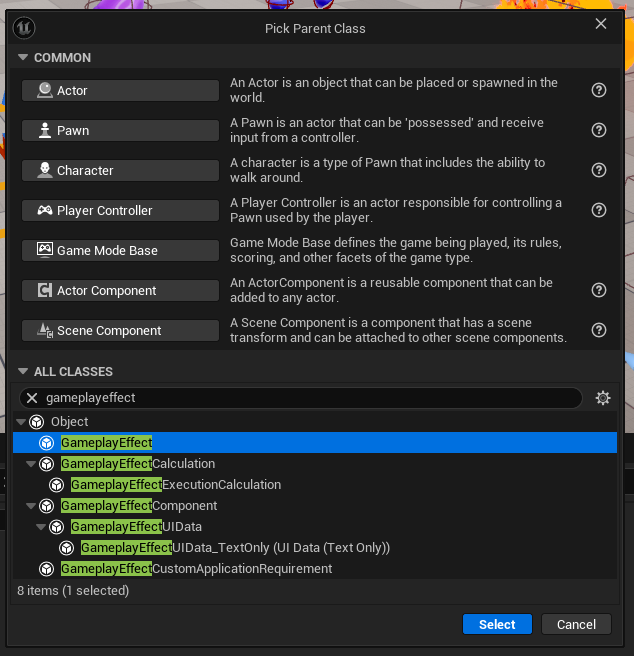 Pick Parent Class
COMMON
Actor
An Actor is an object that can be placed or spawned in the
world.
Pawn
A Pawn is an actor that can be 'possessed' and receive
input from a controller.
Character
A character is a type of Pawn that includes the ability to
walk around.
Player Controller
A Player Controller is an actor responsible for controlling a
Pawn used by the player.
Game Mode Base
Game Mode Base defines the game being played, its rules,
scoring, and other facets of the game type.
Actor Component
An ActorComponent is a reusable component that can be
added to any actor.
Scene Component
A Scene Component is a component that has a scene
transform and can be attached to other scene components.
ALL CLASSES
gameplayeffect
Object
GameplayEffect
GameplayEffectCalculation
GameplayEffectExecutionCalculation
GameplayEffectComponent
GameplayEffectUIData
GameplayEffectUIData_TextOnly (UI Data (Text Only))
GameplayEffectCustomApplicationRequirement
8 items (1 selected)
Select
Cancel